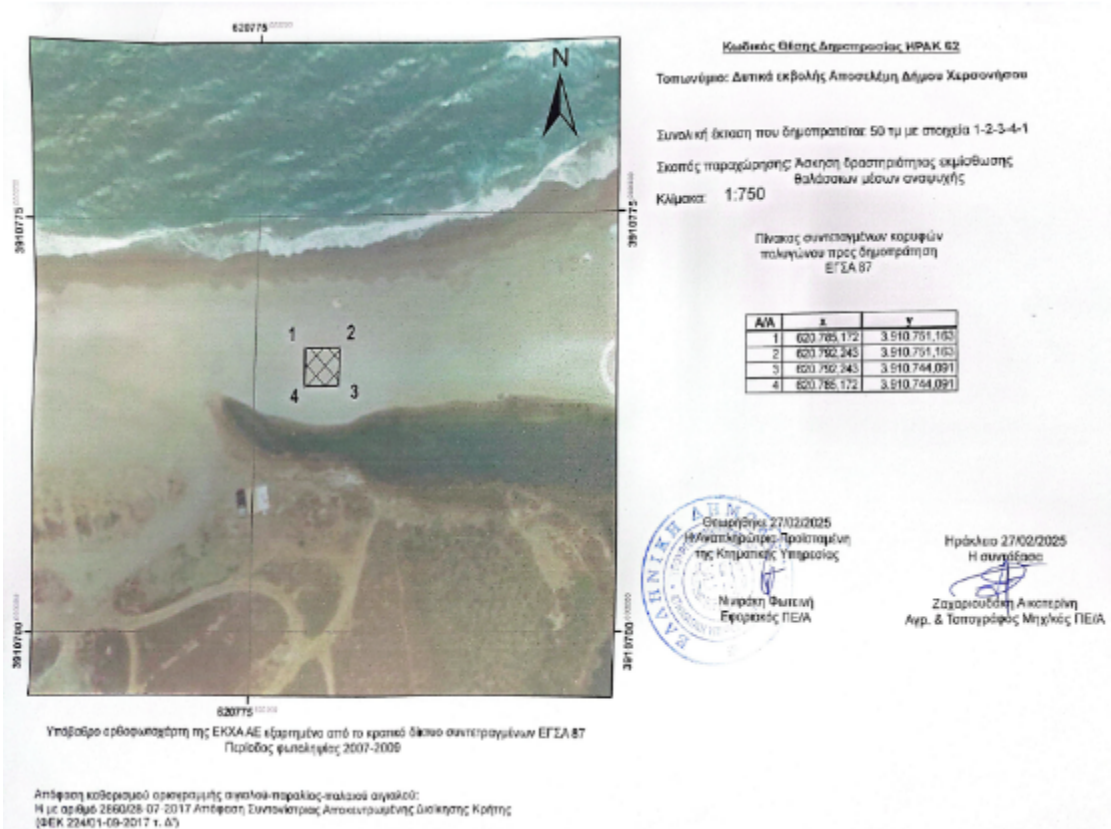 620775
N
3910775
3910775
1
2
4
3
3910700
3910700
620775
Υπόβαθρο ορθοφωτοχάρτη της ΕΚΧΑ ΑΕ εξαρτημένο από το κρατικό δίκτυο συντεταγμένων ΕΓΣΑ 87
Περίοδος φωτοληψίας 2007-2009
Απόφαση καθορισμού οριογραμμής αιγιαλού-παραλίας-παλαιού αιγιαλού:
Η με αριθμό 2860/28-07-2017 Απόφαση Συντονίστριας Αποκεντρωμένης Διοίκησης Κρήτης
(ΦΕΚ 224/01-09-2017 τ. Δ')
Κωδικός Θέσης Δημοπρασίας ΗΡΑΚ 62
Τοπωνύμιο: Δυτικά εκβολής Αποσελέμη Δήμου Χερσονήσου
Συνολική έκταση που δημοπρατείται: 50 τμ με στοιχεία 1-2-3-4-1
Σκοπός παραχώρησης: Άσκηση δραστηριότητας εκμίσθωσης
θαλάσσιων μέσων αναψυχής
Κλίμακα: 1:750
Πίνακας συντεταγμένων κορυφών
πολυγώνου προς δημοπράτηση
ΕΓΣΑ 87
Α/Α x y
1 620.785,172 3.910.751,163
2 620.792,243 3.910.751,163
3 620.792,243 3.910.744,091
4 620.785,172 3.910.744,091
ΕΛΛΗΝΙΚΗ ΔΗΜΟΚΡΑΤΙΑ
Θεωρήθηκε 27/02/2025
Η Αναπληρώτρια Προϊσταμένη
της Κτηματικής Υπηρεσίας
Νινιράκη Φωτεινή
Εφοριακός ΠΕ/Α
Ηράκλειο 27/02/2025
Η συντάξασα
Ζαχαριουδάκη Αικατερίνη
Αγρ. & Τοπογράφος Μηχ/κός ΠΕ/Α